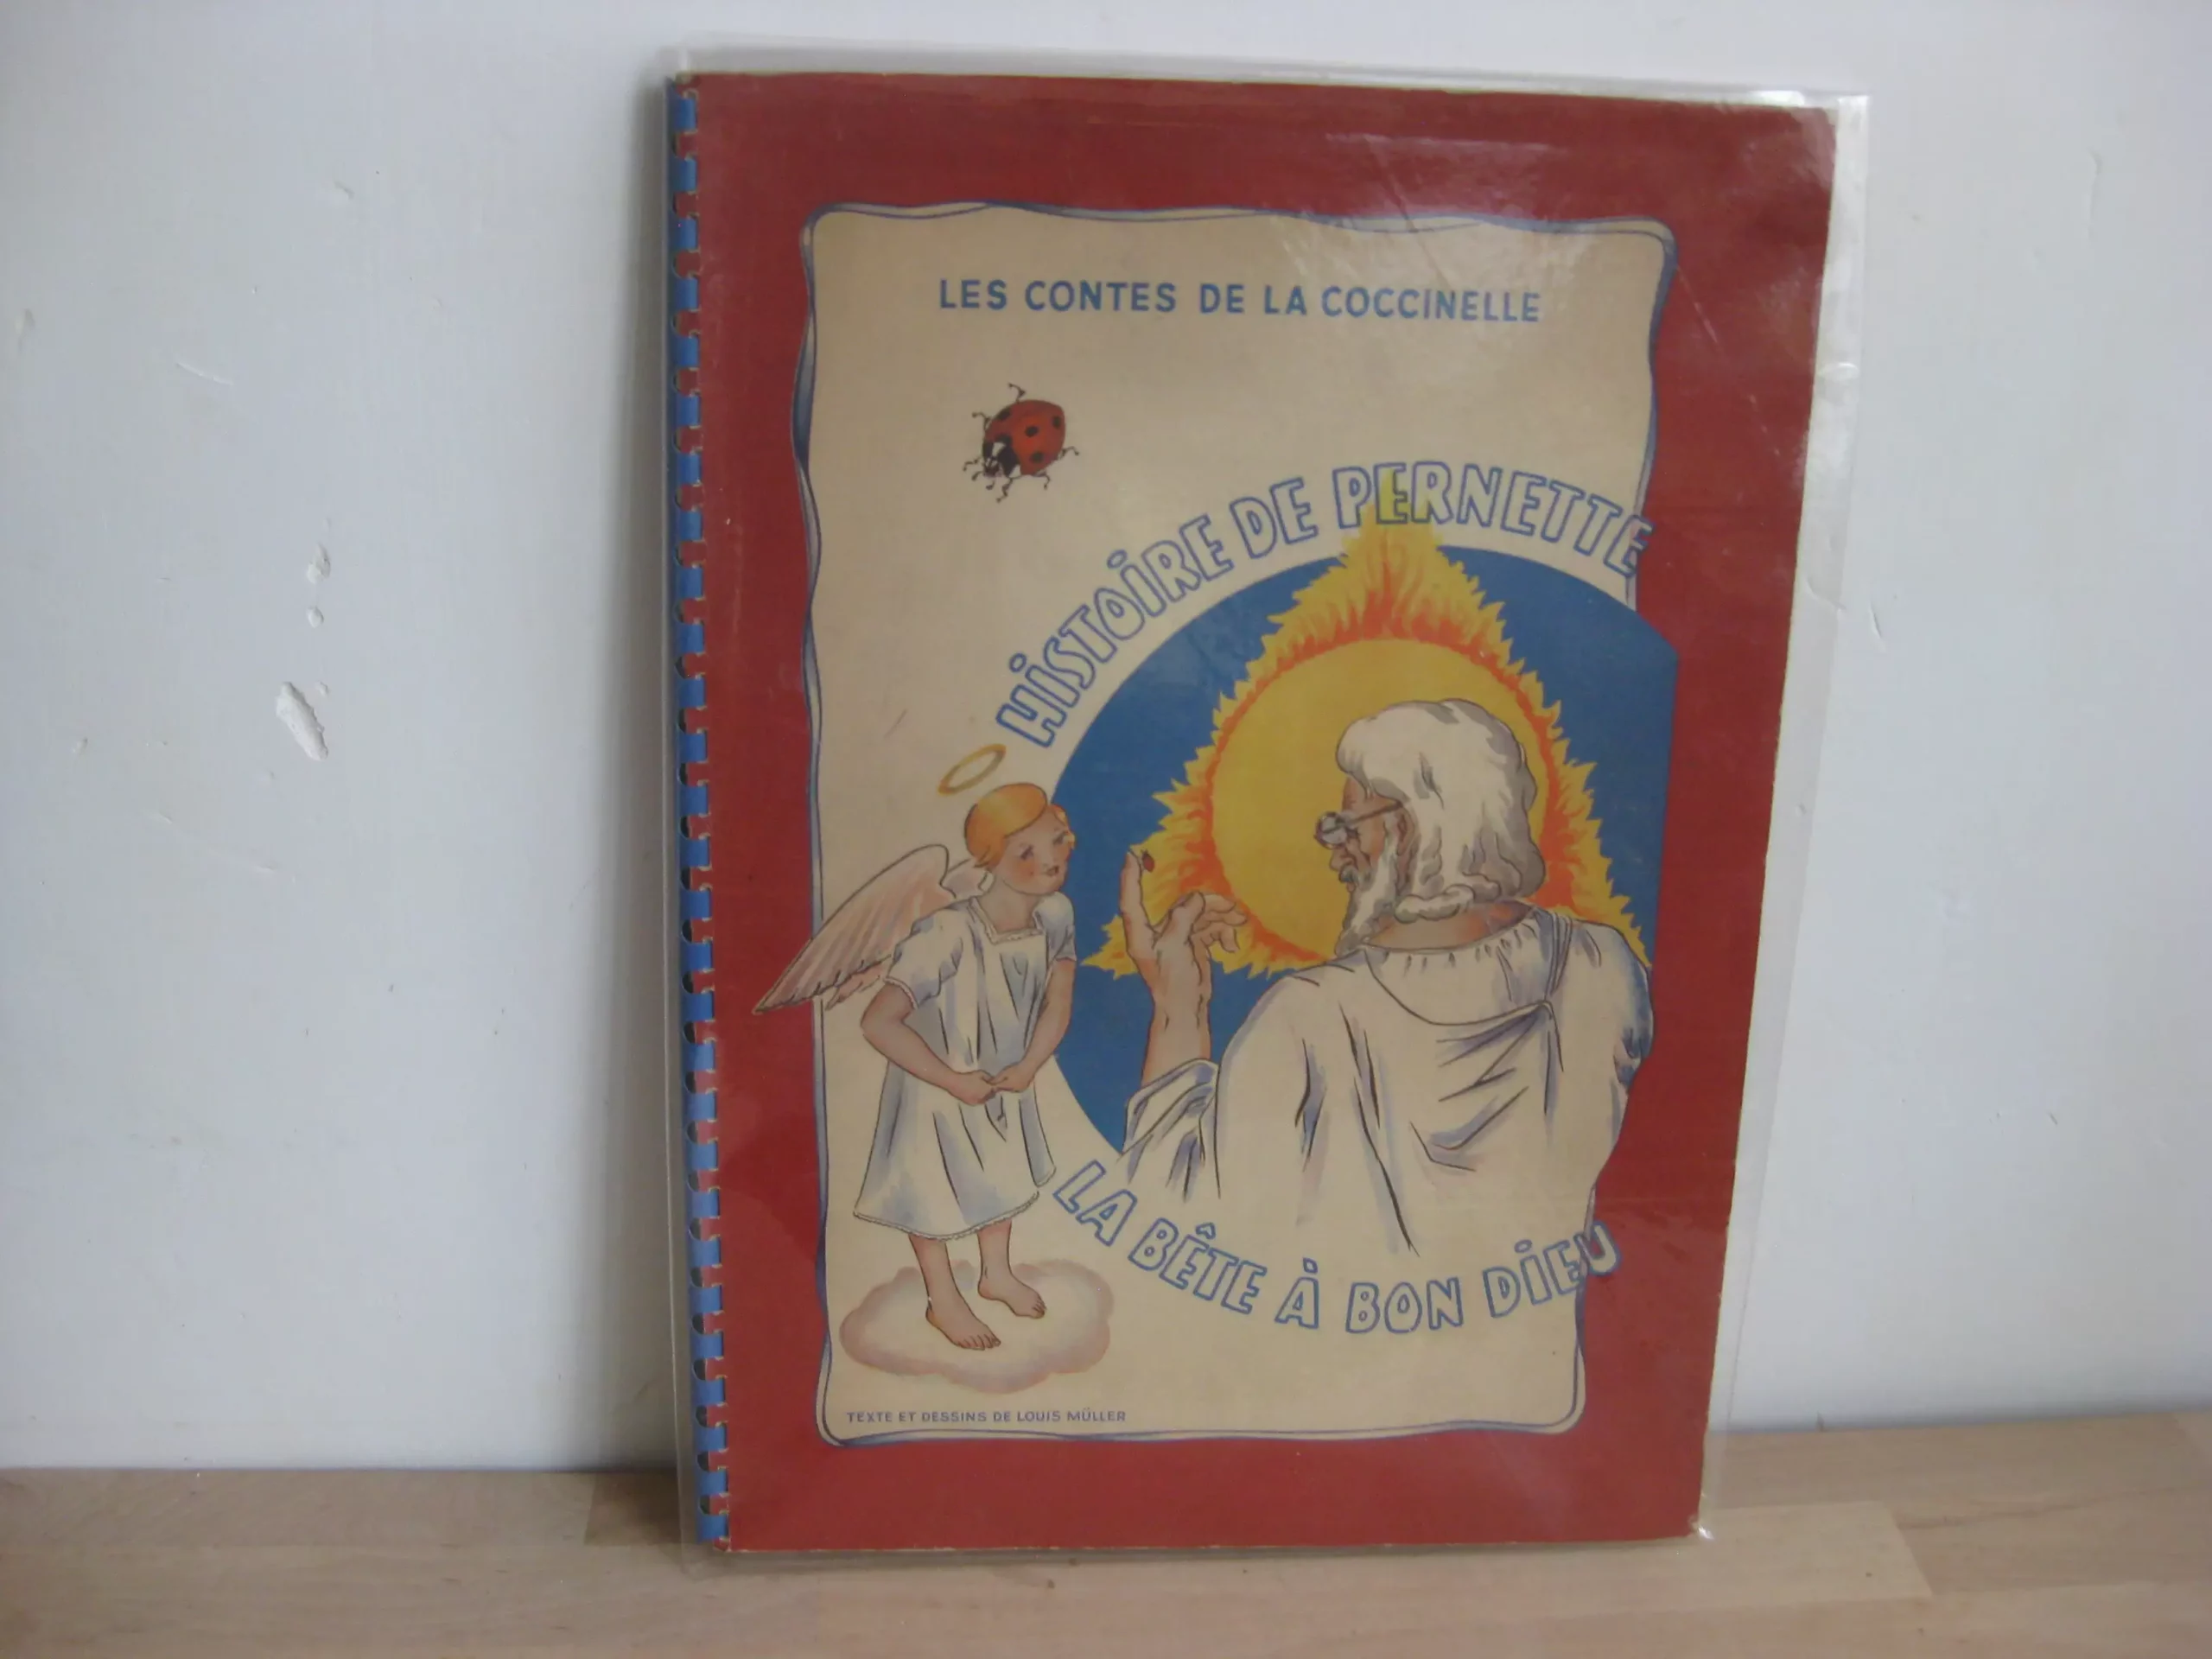 LES CONTES DE LA COCCINELLE
HISTOIRE DE PERNETTE
LA BÊTE À BON DIEU
TEXTE ET DESSINS DE LOUIS MÜLLER